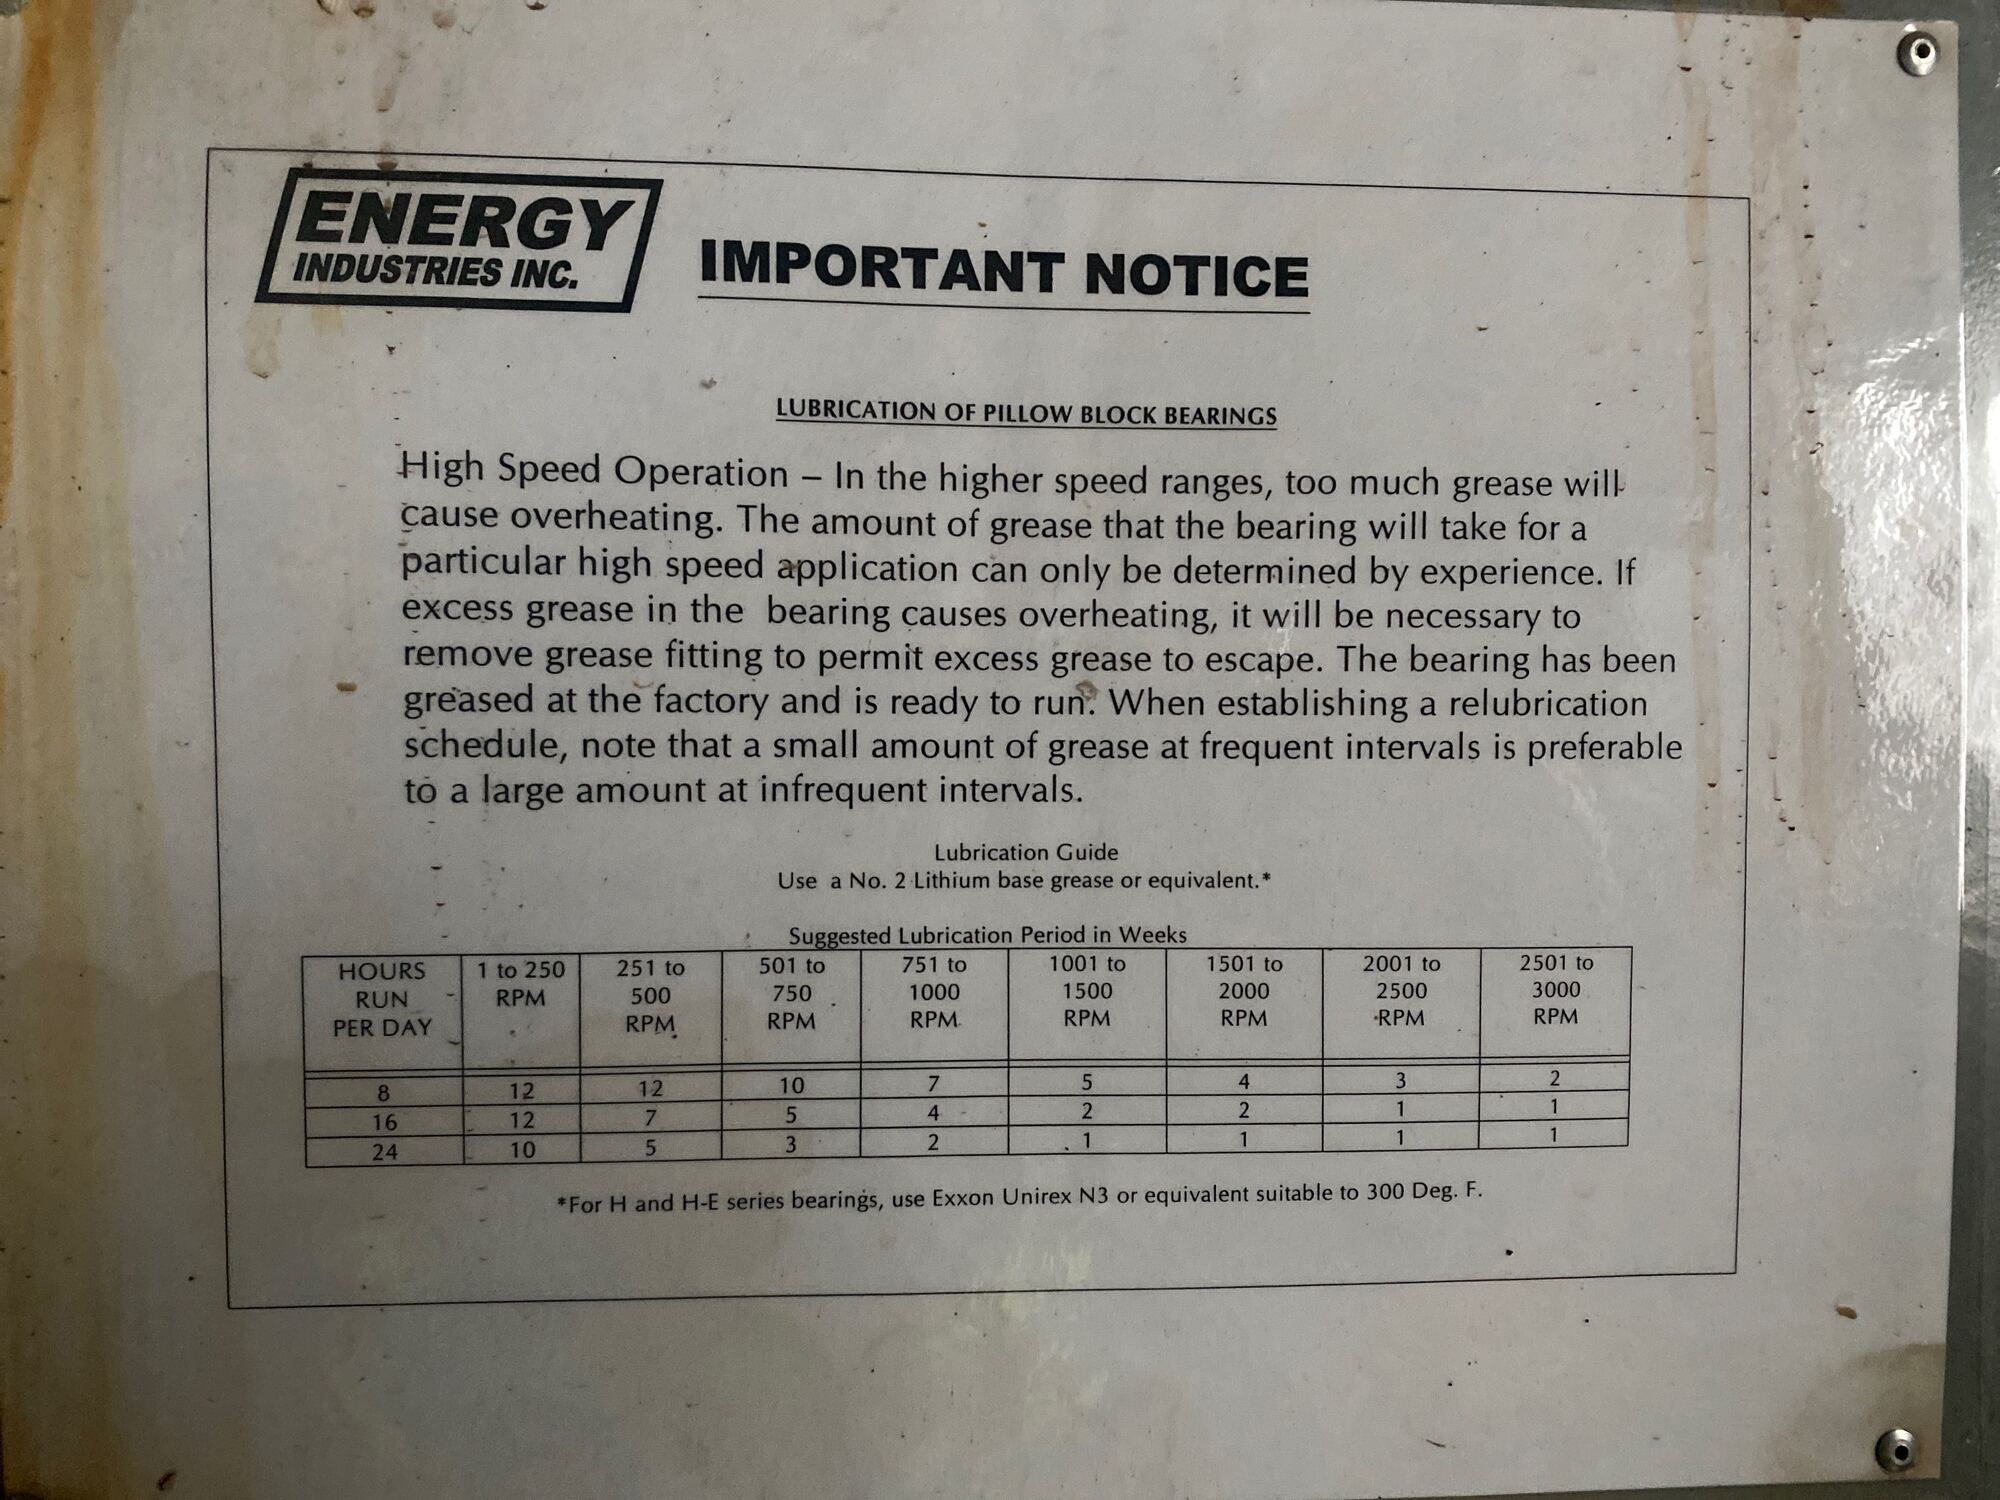 ENERGY
INDUSTRIES INC.
IMPORTANT NOTICE
LUBRICATION OF PILLOW BLOCK BEARINGS
High Speed Operation – In the higher speed ranges, too much grease will
cause overheating. The amount of grease that the bearing will take for a
particular high speed application can only be determined by experience. If
excess grease in the bearing causes overheating, it will be necessary to
remove grease fitting to permit excess grease to escape. The bearing has been
greased at the factory and is ready to run. When establishing a relubrication
schedule, note that a small amount of grease at frequent intervals is preferable
to a large amount at infrequent intervals.
Lubrication Guide
Use a No. 2 Lithium base grease or equivalent.*
Suggested Lubrication Period in Weeks
HOURS 1 to 250 251 to 501 to 751 to 1001 to 1501 to 2001 to 2501 to
RUN RPM 500 750 1000 1500 2000 2500 3000
PER DAY RPM RPM RPM RPM RPM RPM RPM
8 12 12 10 7 5 4 3 2
16 12 7 5 4 2 2 1 1
24 10 5 3 2 1 1 1 1
*For H and H-E series bearings, use Exxon Unirex N3 or equivalent suitable to 300 Deg. F.